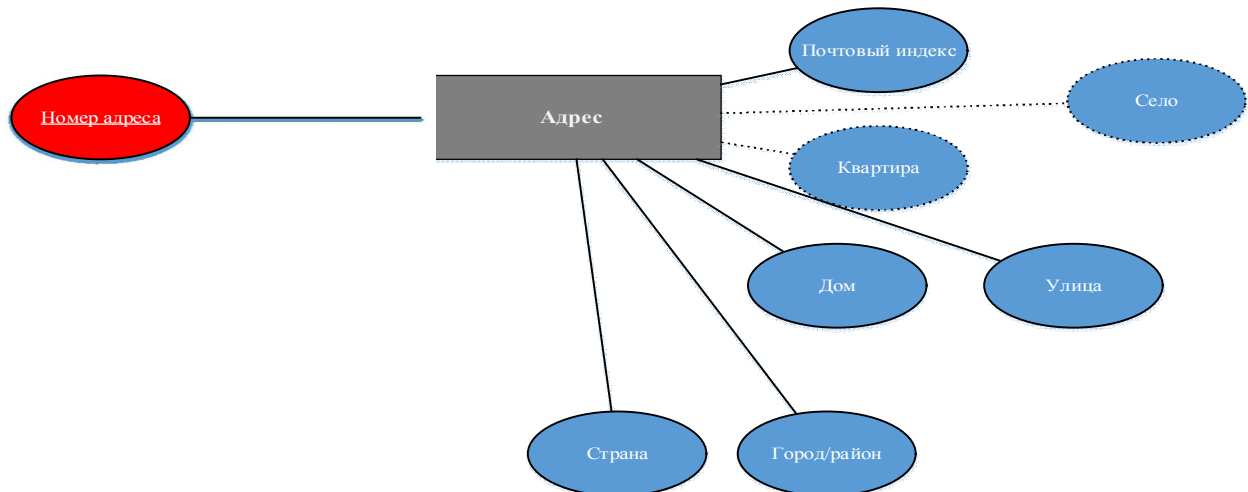 Почтовый индекс
Село
Номер адреса
Адрес
Квартира
Дом
Улица
Страна
Город/район